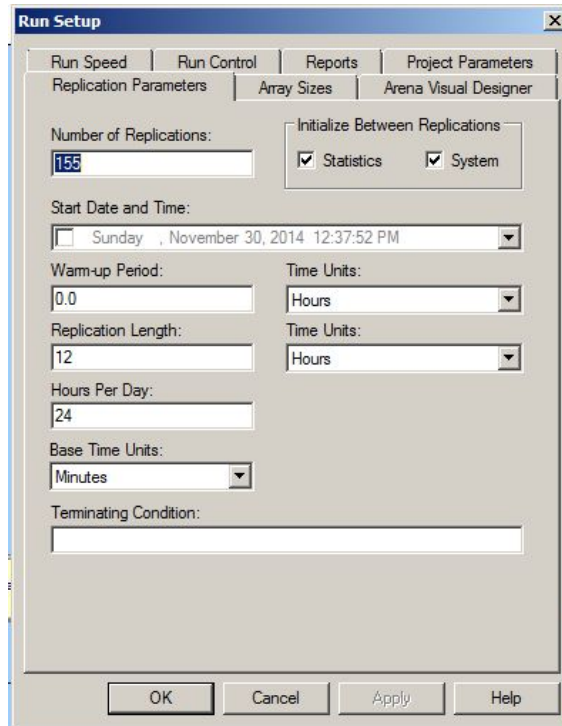 Run Setup
Run Speed Run Control Reports Project Parameters
Replication Parameters Array Sizes Arena Visual Designer
Number of Replications:
155
Initialize Between Replications
Statistics System
Start Date and Time:
Sunday , November 30, 2014 12:37:52 PM
Warm-up Period: Time Units:
0.0 Hours
Replication Length: Time Units:
12 Hours
Hours Per Day:
24
Base Time Units:
Minutes
Terminating Condition:
OK Cancel Apply Help